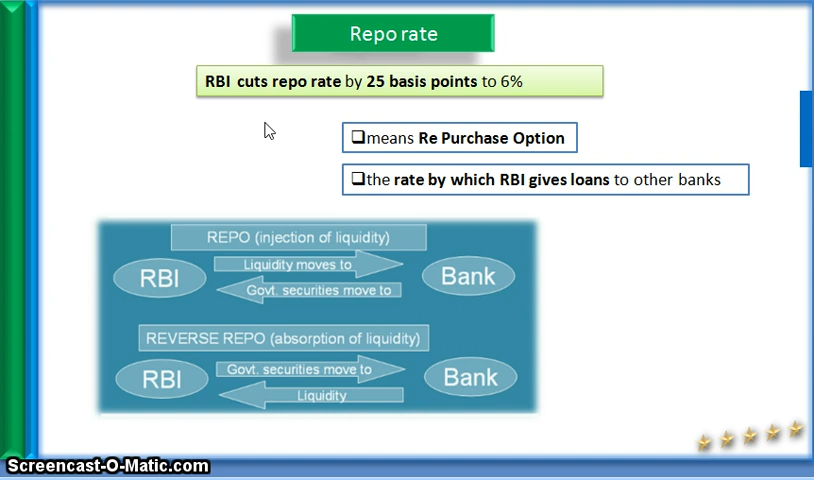 Repo rate
RBI cuts repo rate by 25 basis points to 6%
❑means Re Purchase Option
❑the rate by which RBI gives loans to other banks
REPO (injection of liquidity)
RBI
Liquidity moves to
Govt. securities move to
Bank
REVERSE REPO (absorption of liquidity)
RBI
Govt. securities move to
Liquidity
Bank
Screencast-O-Matic.com